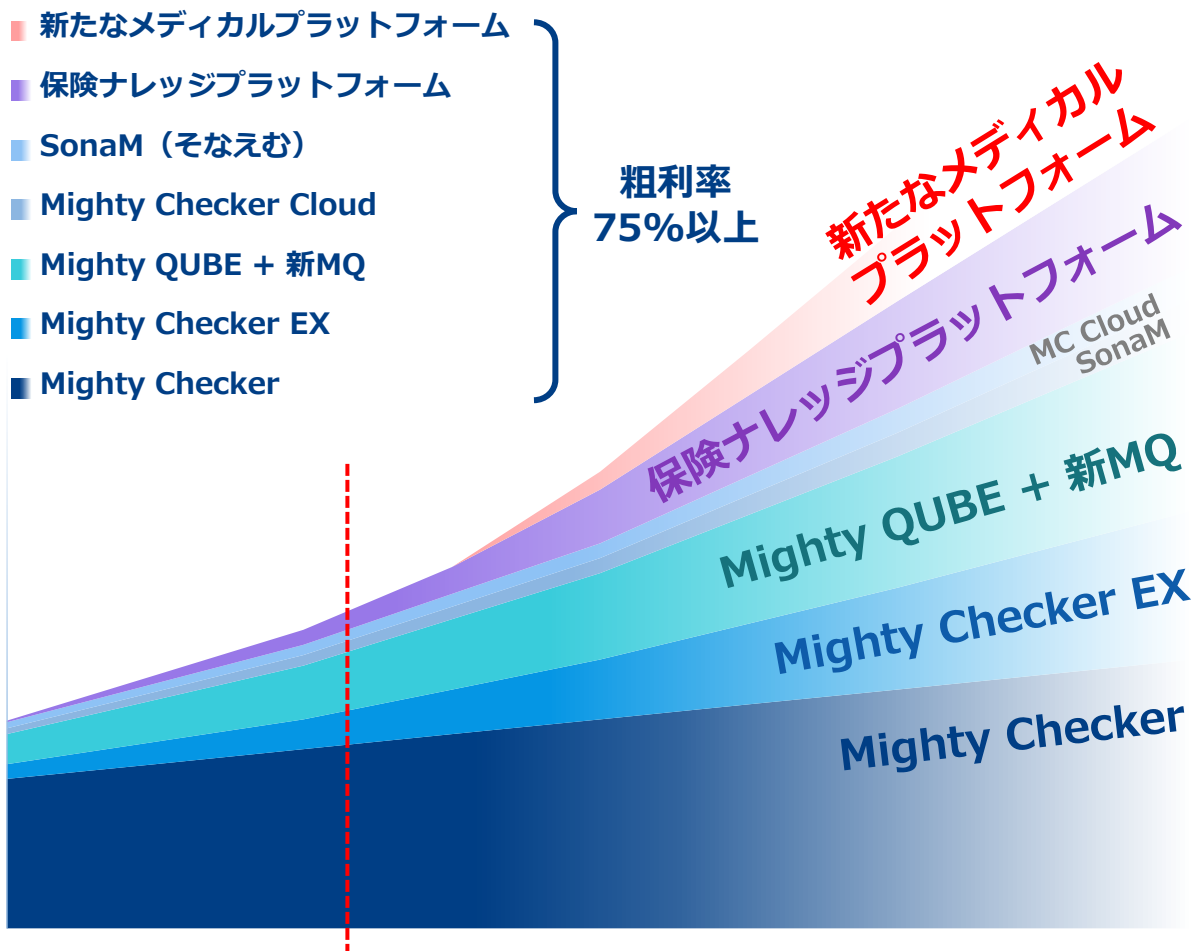 新たなメディカルプラットフォーム
保険ナレッジプラットフォーム
SonaM（そなえむ）
Mighty Checker Cloud
Mighty QUBE + 新MQ
Mighty Checker EX
Mighty Checker
粗利率
75%以上
新たなメディカル
プラットフォーム
保険ナレッジプラットフォーム
MC Cloud
SonaM
Mighty QUBE + 新MQ
Mighty Checker EX
Mighty Checker